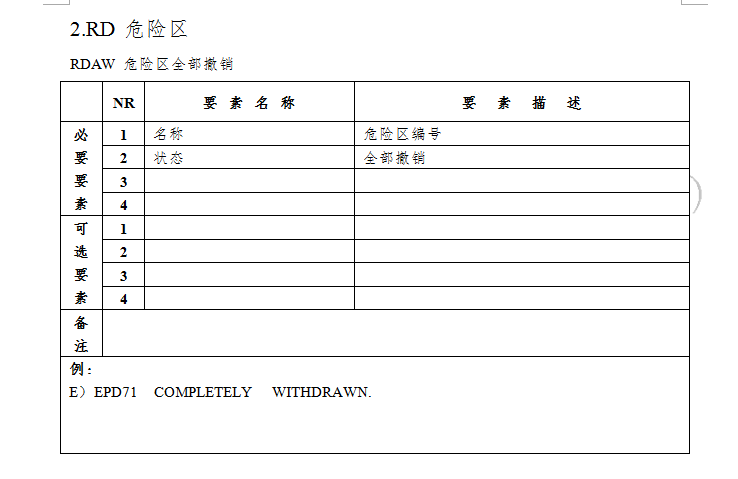 2.RD 危险区
RDAW 危险区全部撤销
NR 要素名称 要素描述
必要要素
1 名称 危险区编号
2 状态 全部撤销
3
4
可选要素
1
2
3
4
备注
例：
E）EPD71 COMPLETELY WITHDRAWN.